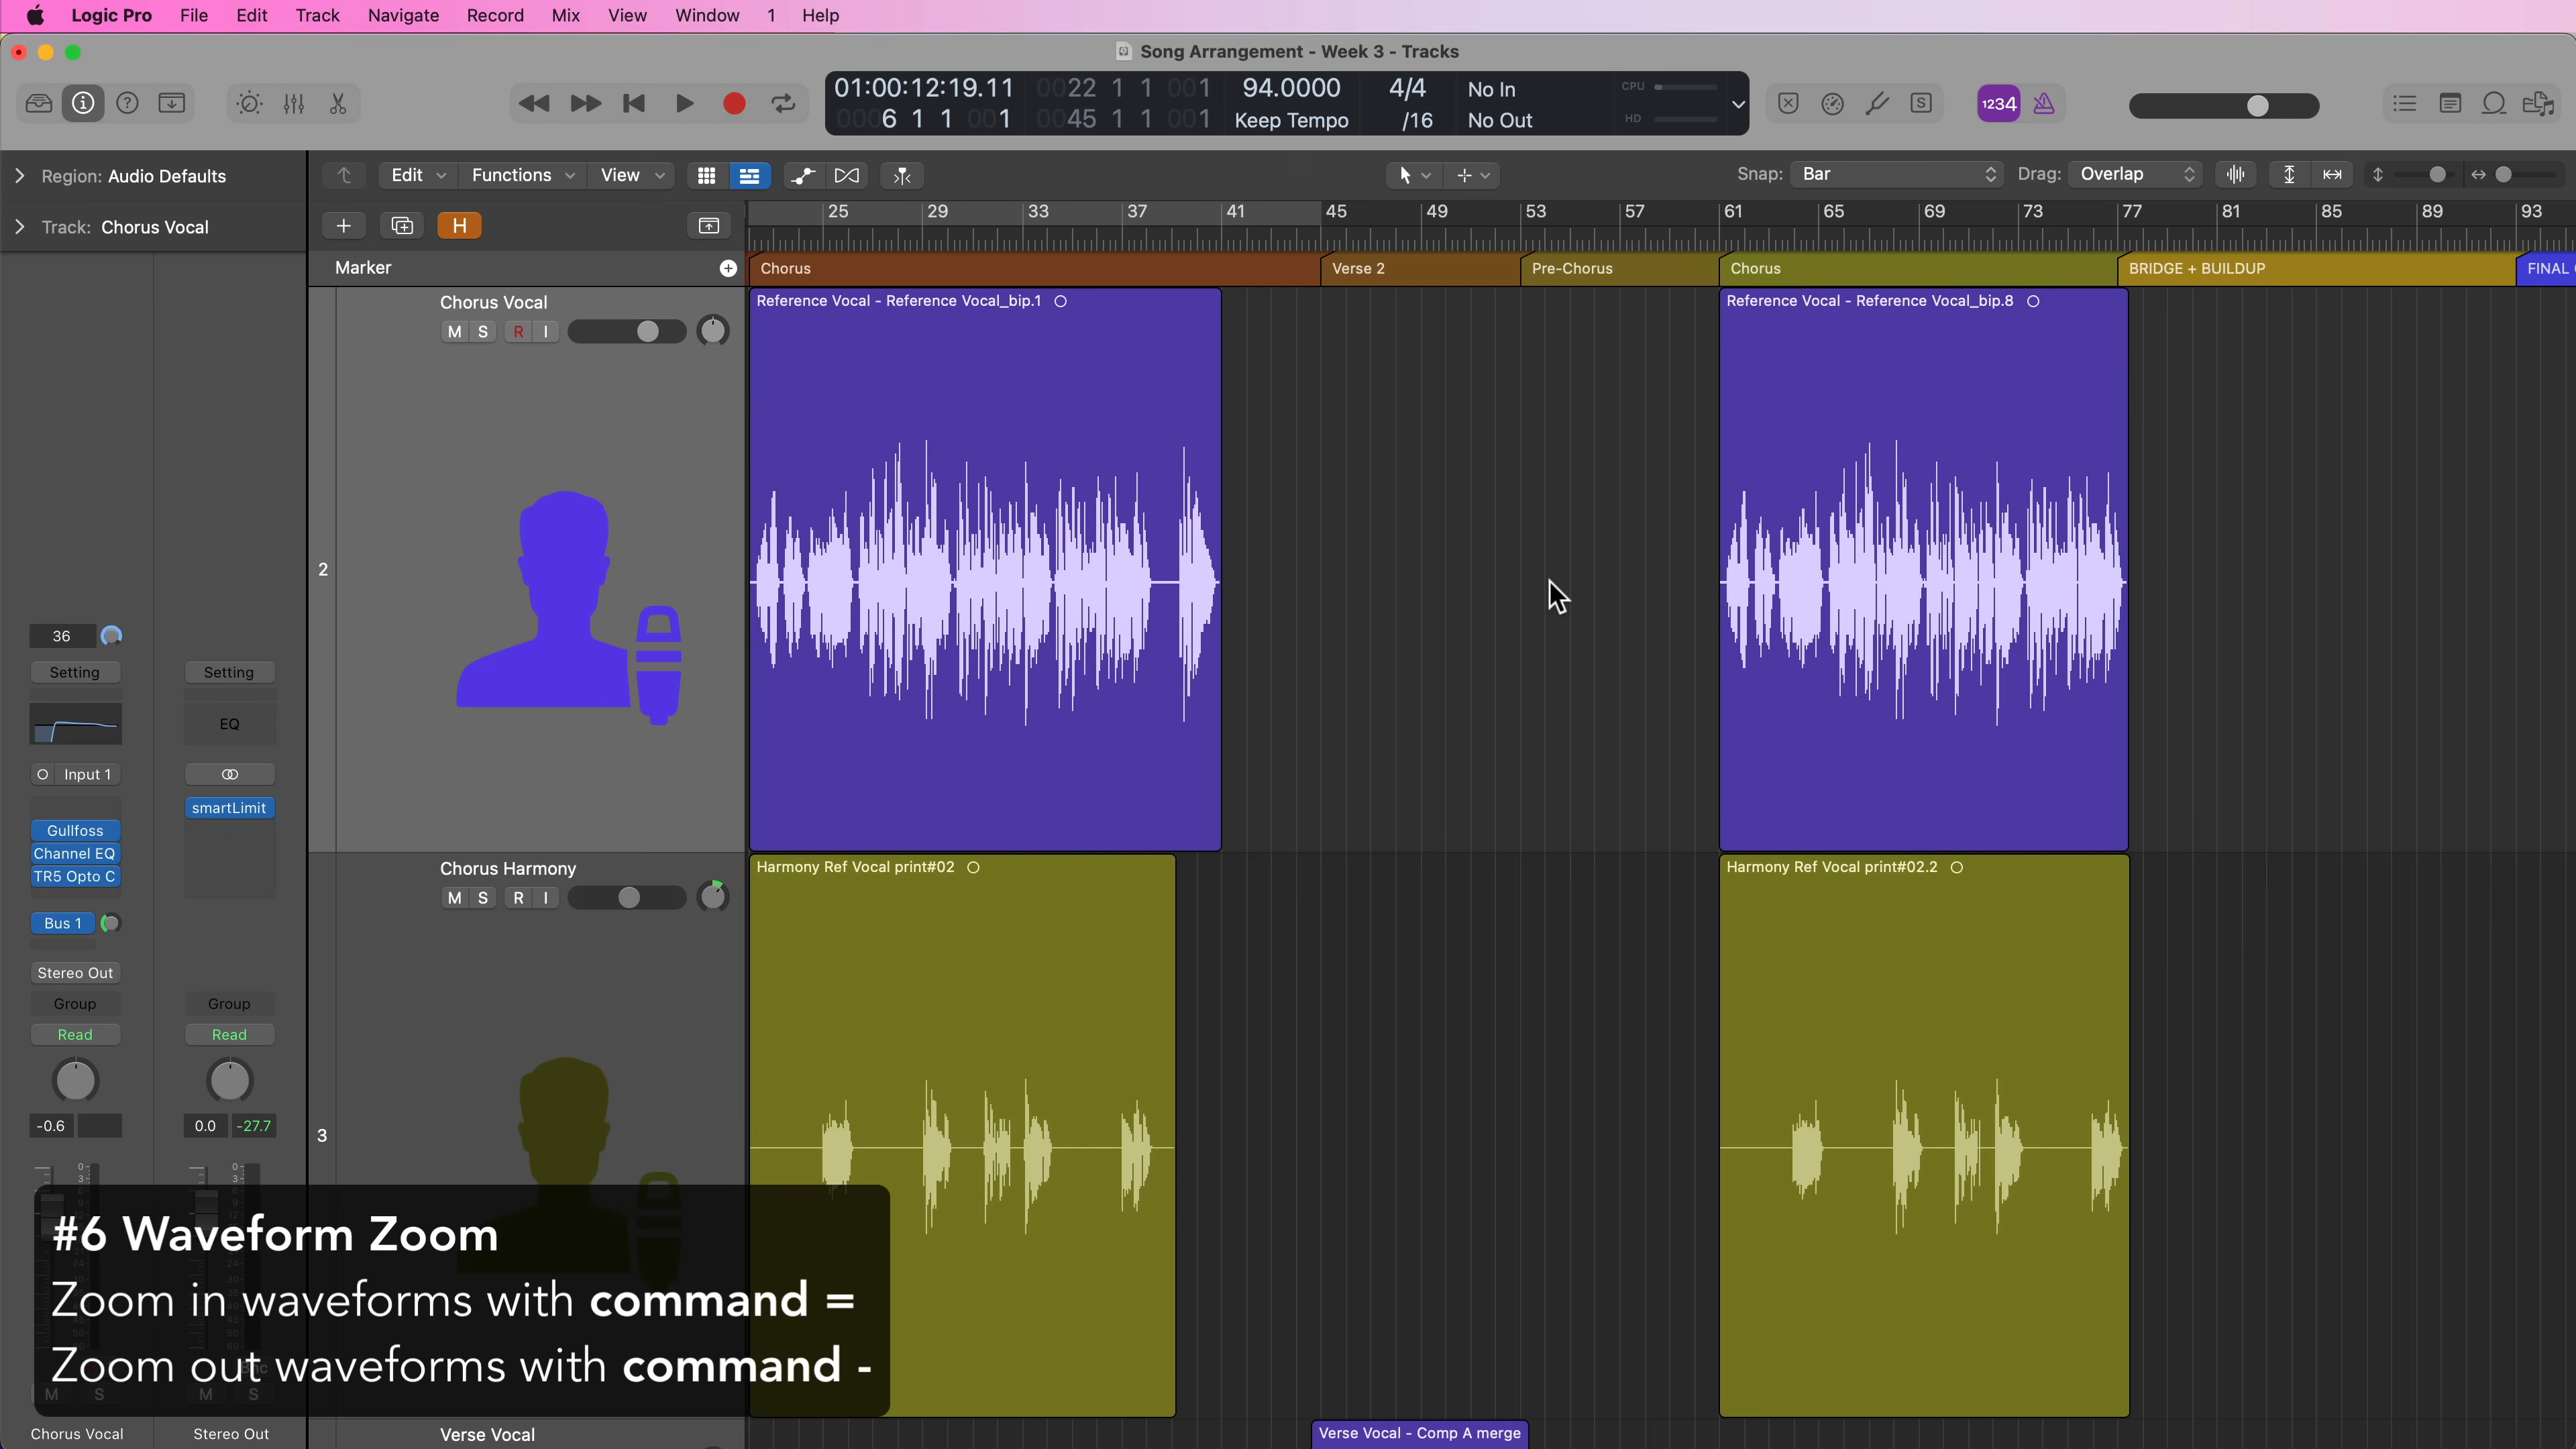 Logic Pro File Edit Track Navigate Record Mix View Window 1 Help
Song Arrangement - Week 3 - Tracks
01:00:12:19.11 0022 1 1 001 94.0000 4/4 No In CPU
0006 1 1 001 0045 1 1 001 Keep Tempo /16 No Out HD
S 1234
Region: Audio Defaults
Edit Functions View Snap: Bar Drag: Overlap
Track: Chorus Vocal
H
25 29 33 37 41 45 49 53 57 61 65 69 73 77 81 85 89 93
Marker
Chorus Verse 2 Pre-Chorus Chorus BRIDGE + BUILDUP FINAL
Chorus Vocal
M S R I
2
Reference Vocal - Reference Vocal_bip.1
Reference Vocal - Reference Vocal_bip.8
36
Setting Setting
EQ
Input 1
smartLimit
Gullfoss
Channel EQ
TR5 Opto C
Bus 1
Stereo Out
Group Group
Read Read
-0.6 0.0 -27.7
Chorus Harmony
M S R I
3
Harmony Ref Vocal print#02
Harmony Ref Vocal print#02.2
#6 Waveform Zoom
Zoom in waveforms with command =
Zoom out waveforms with command -
M S M S
Chorus Vocal Stereo Out
Verse Vocal
Verse Vocal - Comp A merge